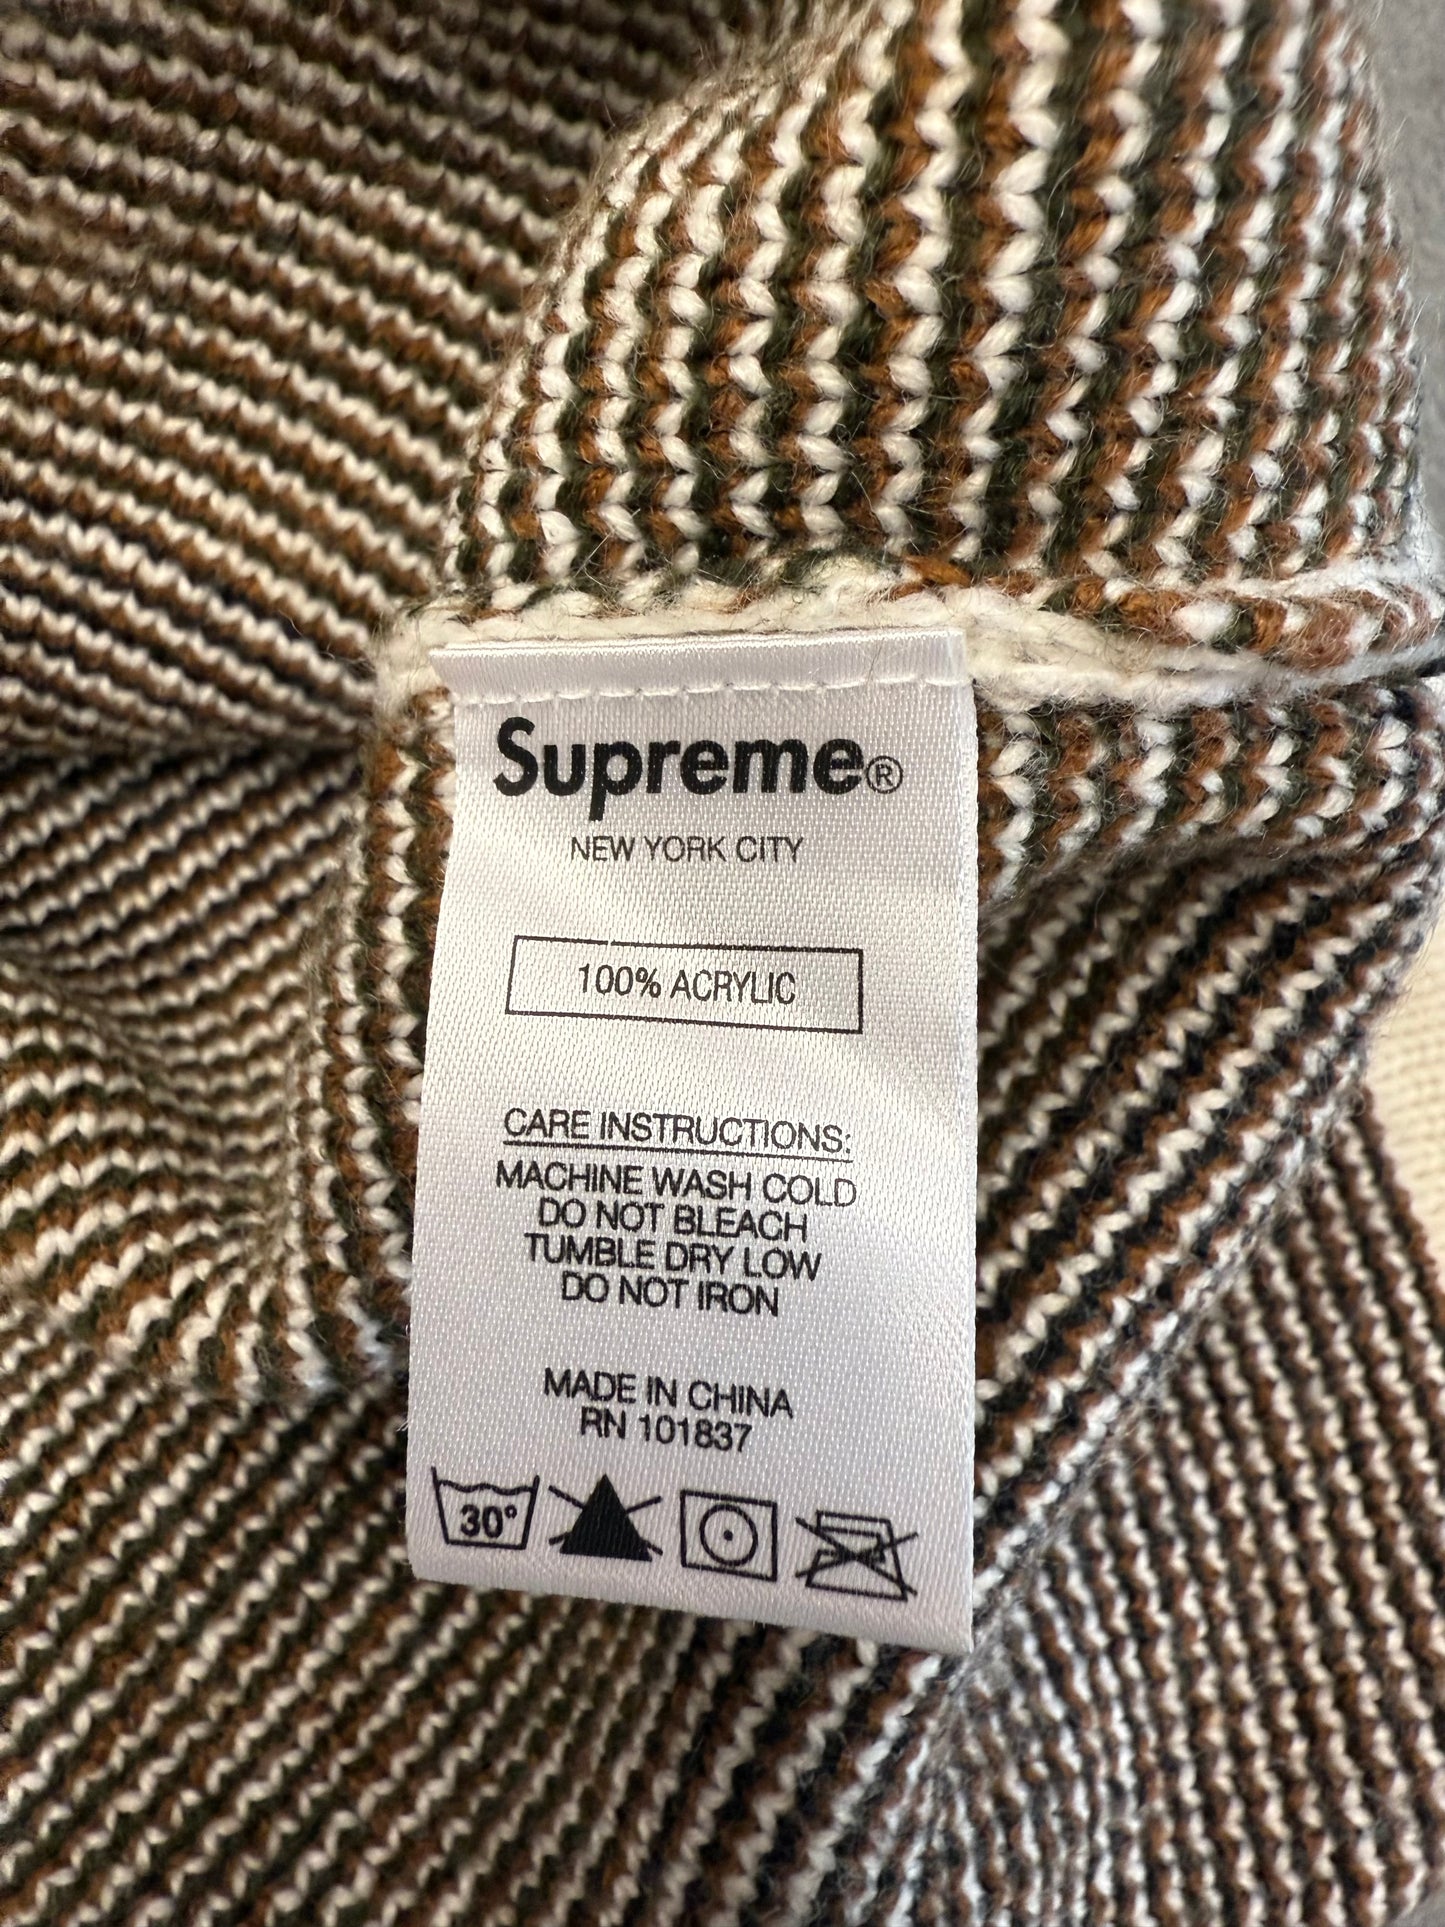 Supreme®
NEW YORK CITY
100% ACRYLIC
CARE INSTRUCTIONS:
MACHINE WASH COLD
DO NOT BLEACH
TUMBLE DRY LOW
DO NOT IRON
MADE IN CHINA
RN 101837
30°